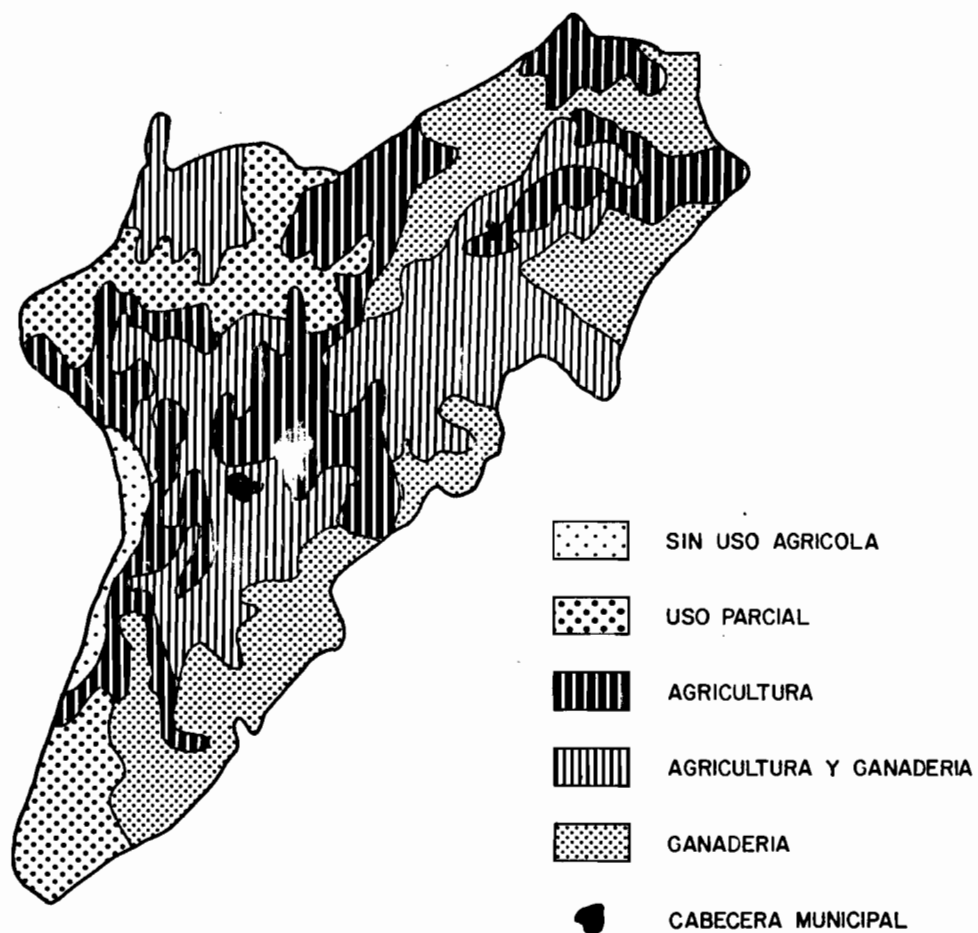 SIN USO AGRICOLA
USO PARCIAL
AGRICULTURA
AGRICULTURA Y GANADERIA
GANADERIA
CABECERA MUNICIPAL